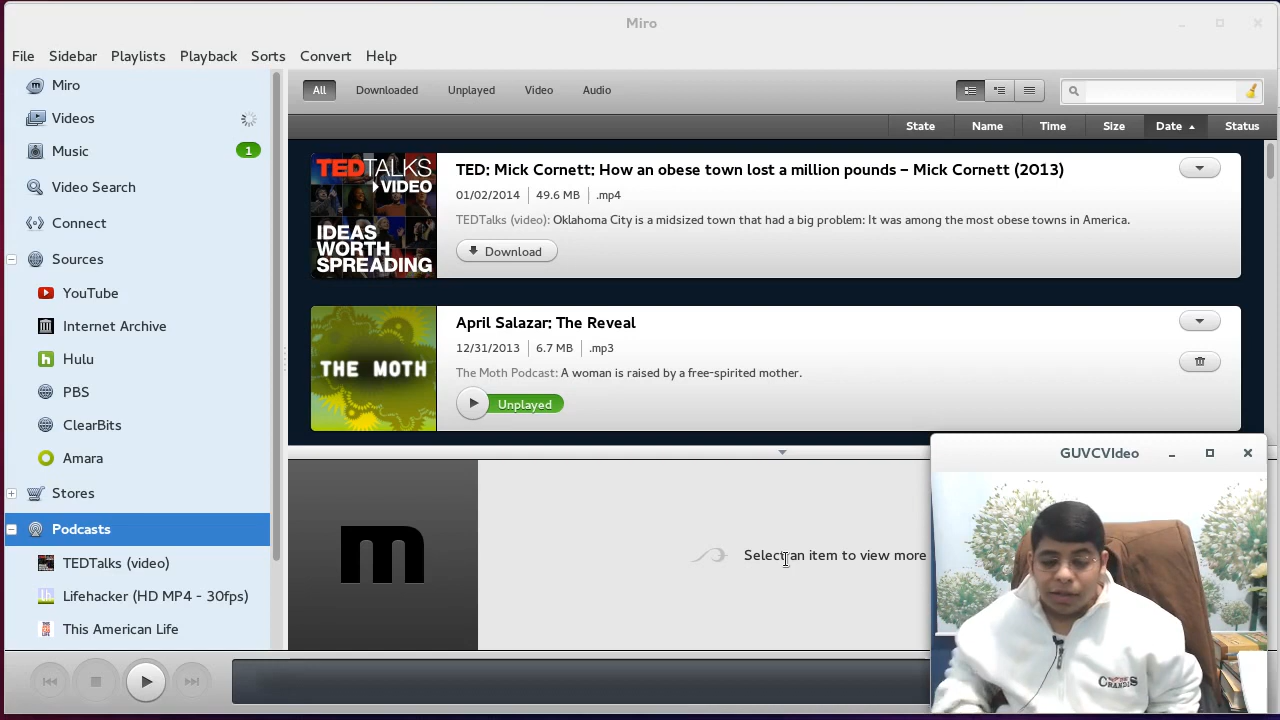 Miro
File Sidebar Playlists Playback Sorts Convert Help
Miro
Videos
Music 1
Video Search
Connect
Sources
YouTube
Internet Archive
Hulu
PBS
ClearBits
Amara
Stores
Podcasts
TEDTalks (video)
Lifehacker (HD MP4 - 30fps)
This American Life
All Downloaded Unplayed Video Audio
State Name Time Size Date Status
TEDTALKS
VIDEO
IDEAS
WORTH
SPREADING
TED: Mick Cornett: How an obese town lost a million pounds – Mick Cornett (2013)
01/02/2014 49.6 MB .mp4
TEDTalks (video): Oklahoma City is a midsized town that had a big problem: It was among the most obese towns in America.
Download
THE MOTH
April Salazar: The Reveal
12/31/2013 6.7 MB .mp3
The Moth Podcast: A woman is raised by a free-spirited mother.
Unplayed
m
Select an item to view more
GUVCVIdeo